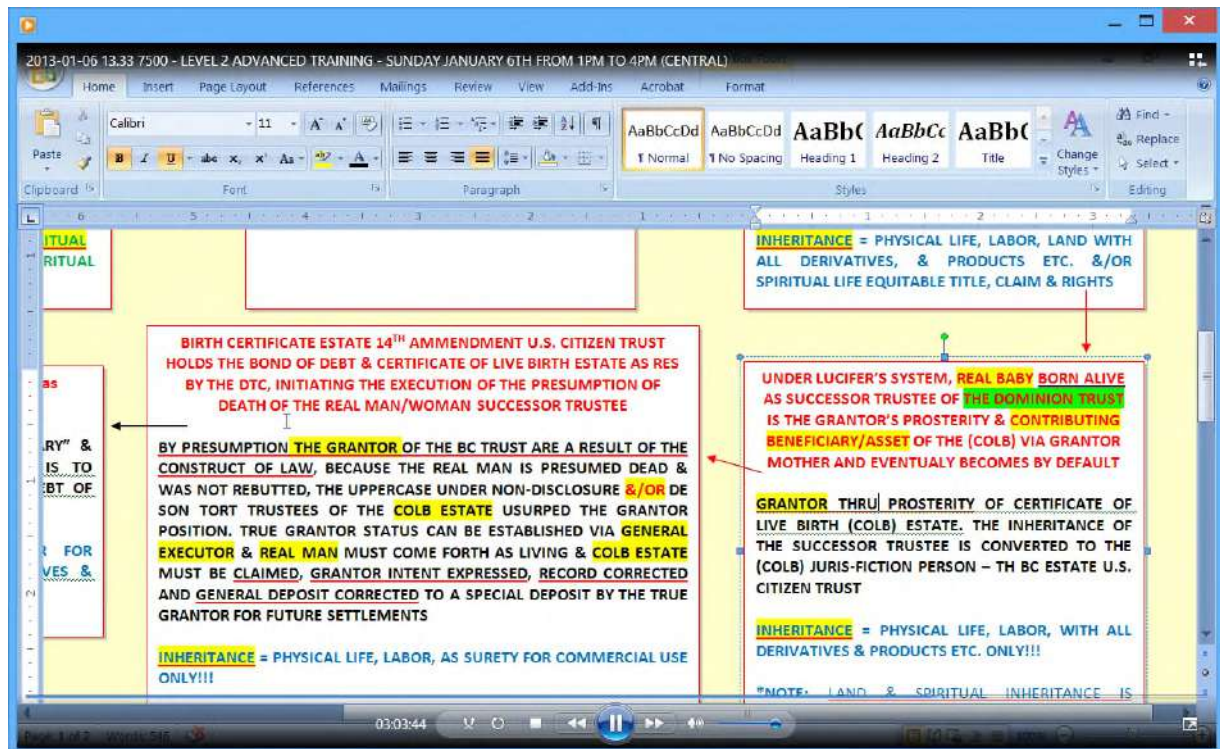 2013-01-06 13.33 7500 - LEVEL 2 ADVANCED TRAINING - SUNDAY JANUARY 6TH FROM 1PM TO 4PM (CENTRAL)
Home Insert Page Layout References Mailings Review View Add-Ins Acrobat Format
Paste
Calibri 11
AaBbCcDd AaBbCcDd AaBb( AaBbCc AaBb(
¶ Normal ¶ No Spacing Heading 1 Heading 2 Title
Change Styles
Find
Replace
Select
Clipboard Font Paragraph Styles Editing
ITUAL
RITUAL
as
RY" &
IS TO
EBT OF
R FOR
VES &
BIRTH CERTIFICATE ESTATE 14TH AMMENDMENT U.S. CITIZEN TRUST
HOLDS THE BOND OF DEBT & CERTIFICATE OF LIVE BIRTH ESTATE AS RES
BY THE DTC, INITIATING THE EXECUTION OF THE PRESUMPTION OF
DEATH OF THE REAL MAN/WOMAN SUCCESSOR TRUSTEE
BY PRESUMPTION THE GRANTOR OF THE BC TRUST ARE A RESULT OF THE
CONSTRUCT OF LAW, BECAUSE THE REAL MAN IS PRESUMED DEAD &
WAS NOT REBUTTED, THE UPPERCASE UNDER NON-DISCLOSURE &/OR DE
SON TORT TRUSTEES OF THE COLB ESTATE USURPED THE GRANTOR
POSITION. TRUE GRANTOR STATUS CAN BE ESTABLISHED VIA GENERAL
EXECUTOR & REAL MAN MUST COME FORTH AS LIVING & COLB ESTATE
MUST BE CLAIMED, GRANTOR INTENT EXPRESSED, RECORD CORRECTED
AND GENERAL DEPOSIT CORRECTED TO A SPECIAL DEPOSIT BY THE TRUE
GRANTOR FOR FUTURE SETTLEMENTS
INHERITANCE = PHYSICAL LIFE, LABOR, AS SURETY FOR COMMERCIAL USE
ONLY!!!
INHERITANCE = PHYSICAL LIFE, LABOR, LAND WITH
ALL DERIVATIVES, & PRODUCTS ETC. &/OR
SPIRITUAL LIFE EQUITABLE TITLE, CLAIM & RIGHTS
UNDER LUCIFER'S SYSTEM, REAL BABY BORN ALIVE
AS SUCCESSOR TRUSTEE OF THE DOMINION TRUST
IS THE GRANTOR'S PROSTERITY & CONTRIBUTING
BENEFICIARY/ASSET OF THE (COLB) VIA GRANTOR
MOTHER AND EVENTUALY BECOMES BY DEFAULT
GRANTOR THRU PROSTERITY OF CERTIFICATE OF
LIVE BIRTH (COLB) ESTATE. THE INHERITANCE OF
THE SUCCESSOR TRUSTEE IS CONVERTED TO THE
(COLB) JURIS-FICTION PERSON – TH BC ESTATE U.S.
CITIZEN TRUST
INHERITANCE = PHYSICAL LIFE, LABOR, WITH ALL
DERIVATIVES & PRODUCTS ETC. ONLY!!!
*NOTE: LAND & SPIRITUAL INHERITANCE IS
03:03:44
Page: 1 of 2 Words: 546